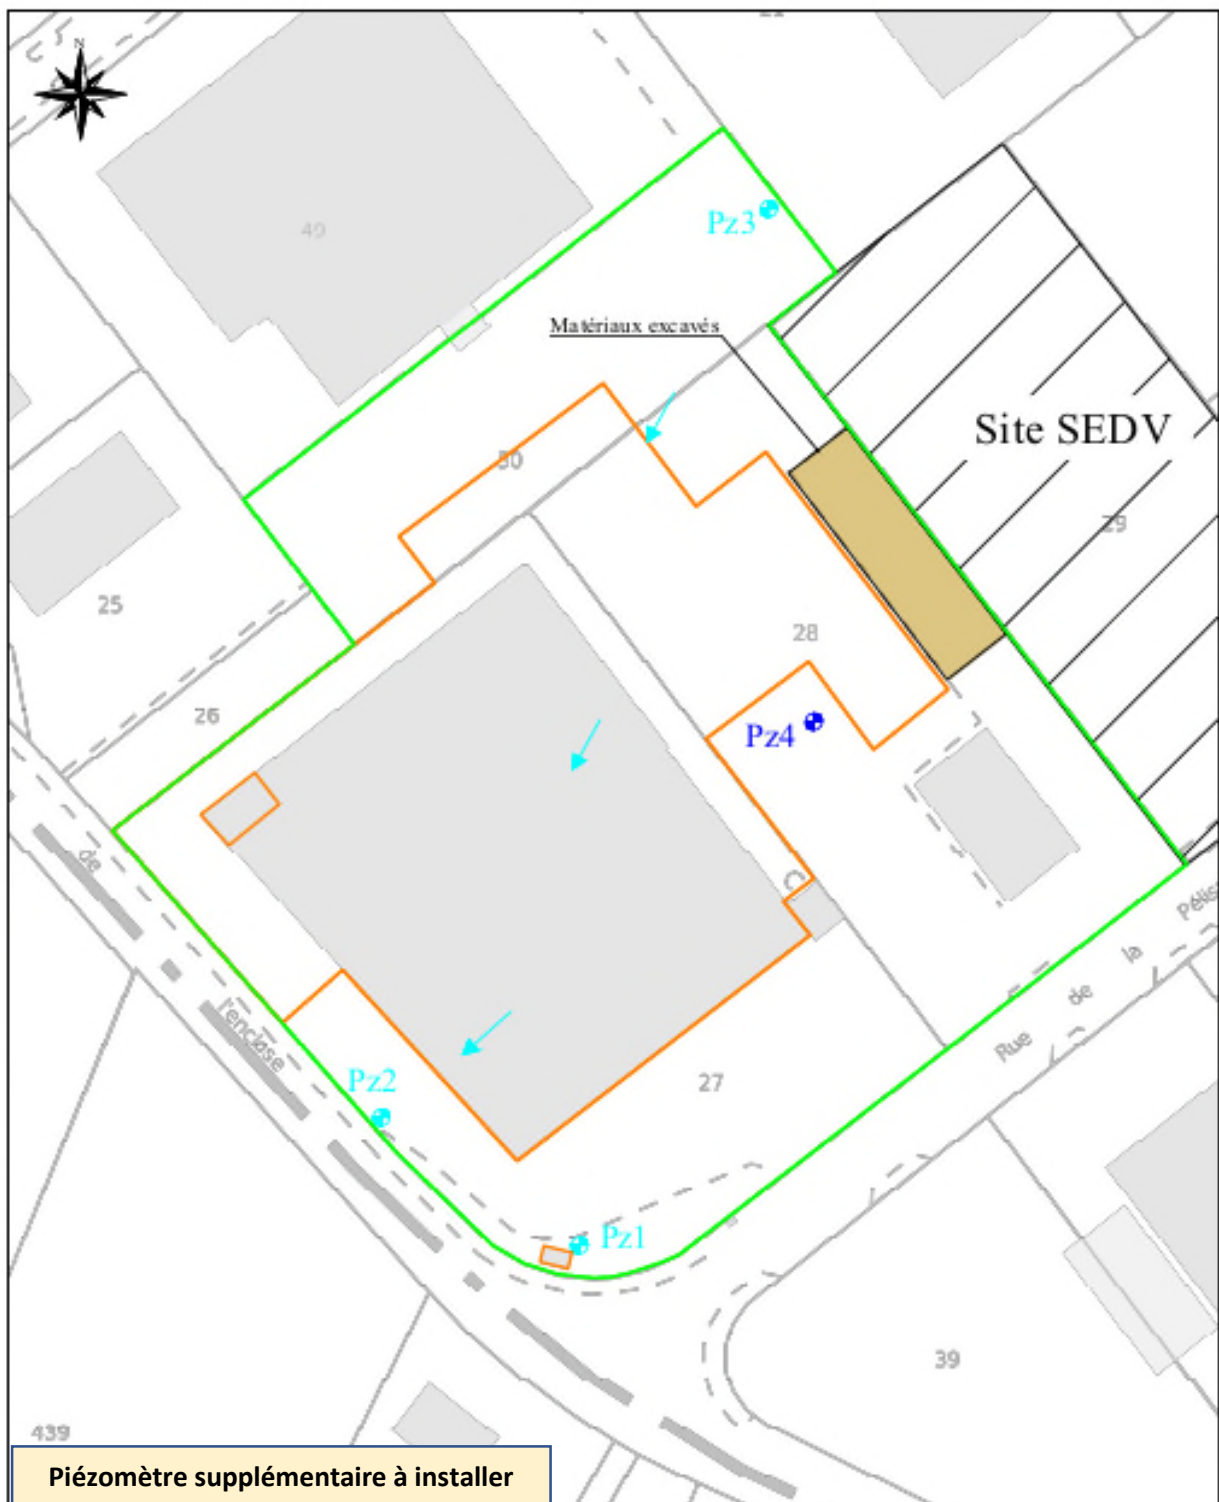 N
49
Pz3
Matériaux excavés
Site SEDV
50
29
25
28
26
Pz4
de
C
l'enclose
Rue de la
Pz2
27
Pz1
39
439
Piézomètre supplémentaire à installer